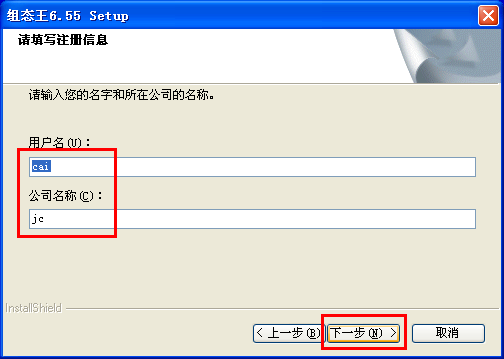 组态王6.55 Setup
请填写注册信息
请输入您的名字和所在公司的名称。
用户名(U)：
cai
公司名称(C)：
jc
InstallShield
< 上一步(B) 下一步(N) > 取消